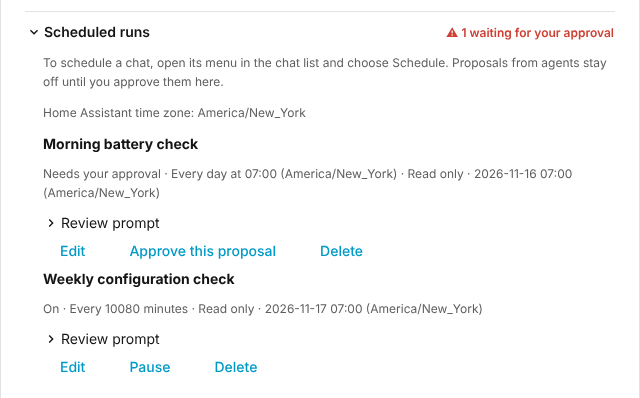 Scheduled runs
1 waiting for your approval
To schedule a chat, open its menu in the chat list and choose Schedule. Proposals from agents stay
off until you approve them here.
Home Assistant time zone: America/New_York
Morning battery check
Needs your approval · Every day at 07:00 (America/New_York) · Read only · 2026-11-16 07:00
(America/New_York)
Review prompt
Edit Approve this proposal Delete
Weekly configuration check
On · Every 10080 minutes · Read only · 2026-11-17 07:00 (America/New_York)
Review prompt
Edit Pause Delete